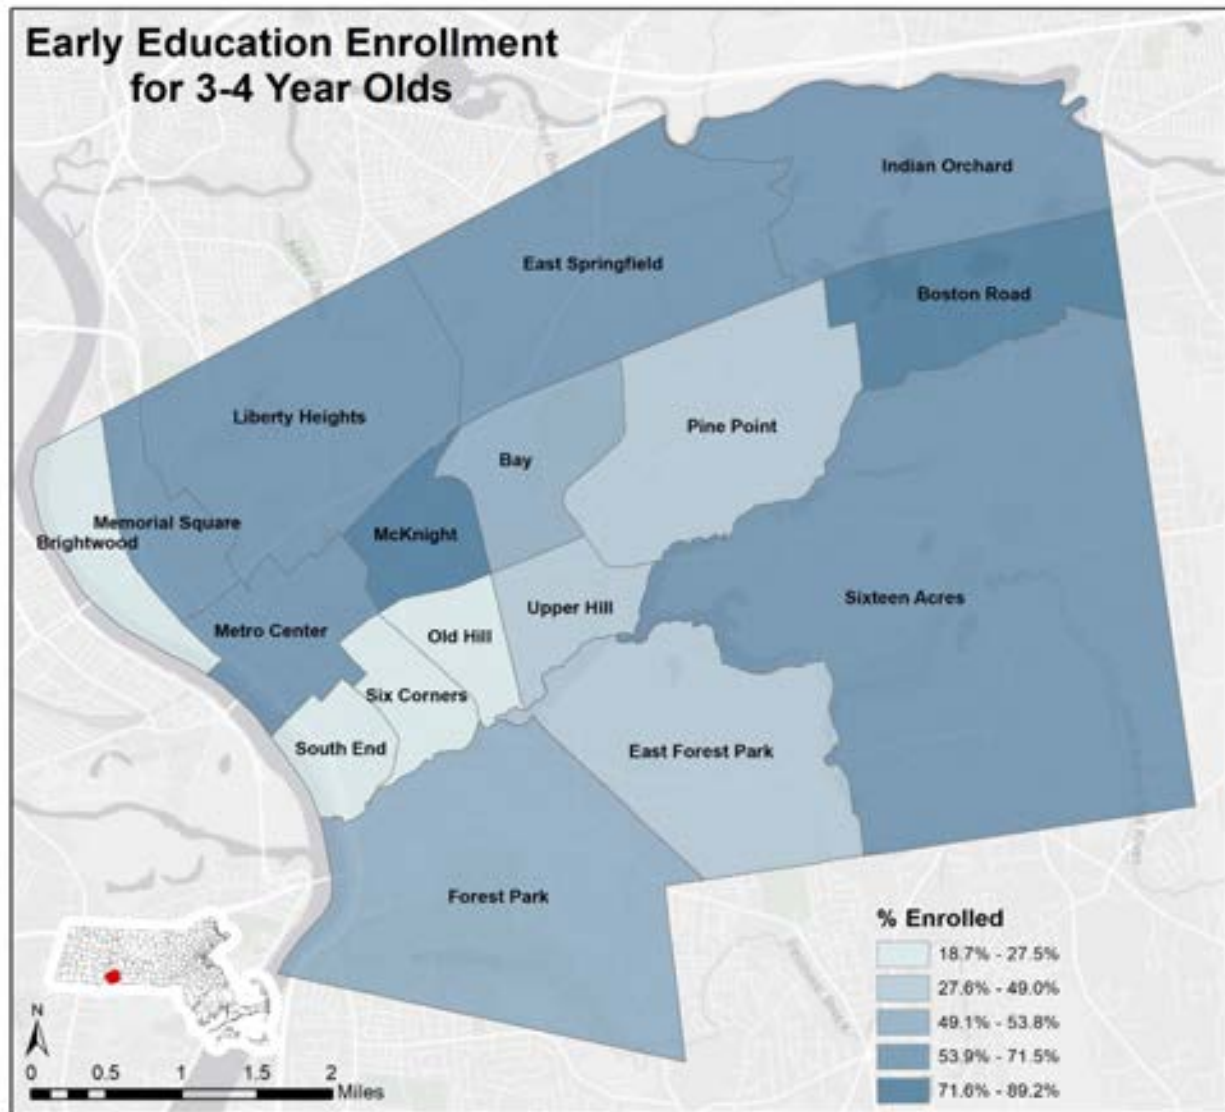 Early Education Enrollment
for 3-4 Year Olds
Indian Orchard
East Springfield
Boston Road
Liberty Heights
Pine Point
Bay
Memorial Square
Brightwood
McKnight
Sixteen Acres
Upper Hill
Metro Center
Old Hill
Six Corners
South End
East Forest Park
Forest Park
% Enrolled
18.7% - 27.5%
27.6% - 49.0%
49.1% - 53.8%
53.9% - 71.5%
71.6% - 89.2%
N
0 0.5 1 1.5 2
Miles